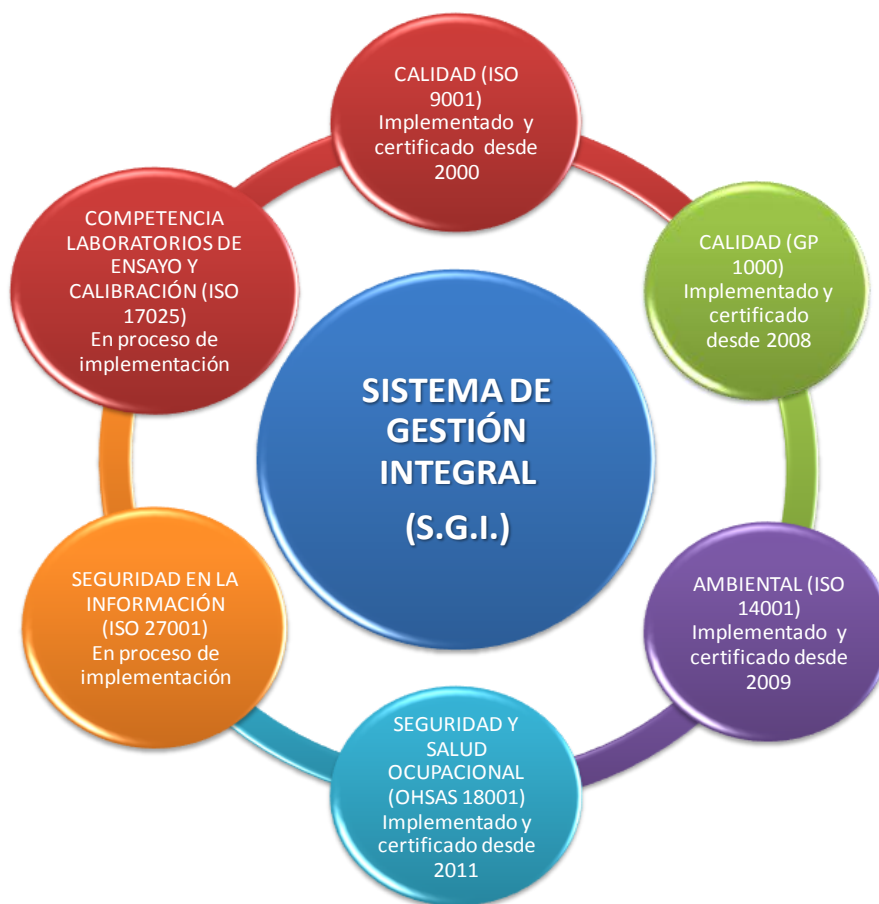 CALIDAD (ISO
9001)
Implementado y
certificado desde
2000
CALIDAD (GP
1000)
Implementado y
certificado
desde 2008
AMBIENTAL (ISO
14001)
Implementado y
certificado desde
2009
SEGURIDAD Y
SALUD
OCUPACIONAL
(OHSAS 18001)
Implementado y
certificado desde
2011
SEGURIDAD EN LA
INFORMACIÓN
(ISO 27001)
En proceso de
implementación
COMPETENCIA
LABORATORIOS DE
ENSAYO Y
CALIBRACIÓN (ISO
17025)
En proceso de
implementación
SISTEMA DE
GESTIÓN
INTEGRAL
(S.G.I.)